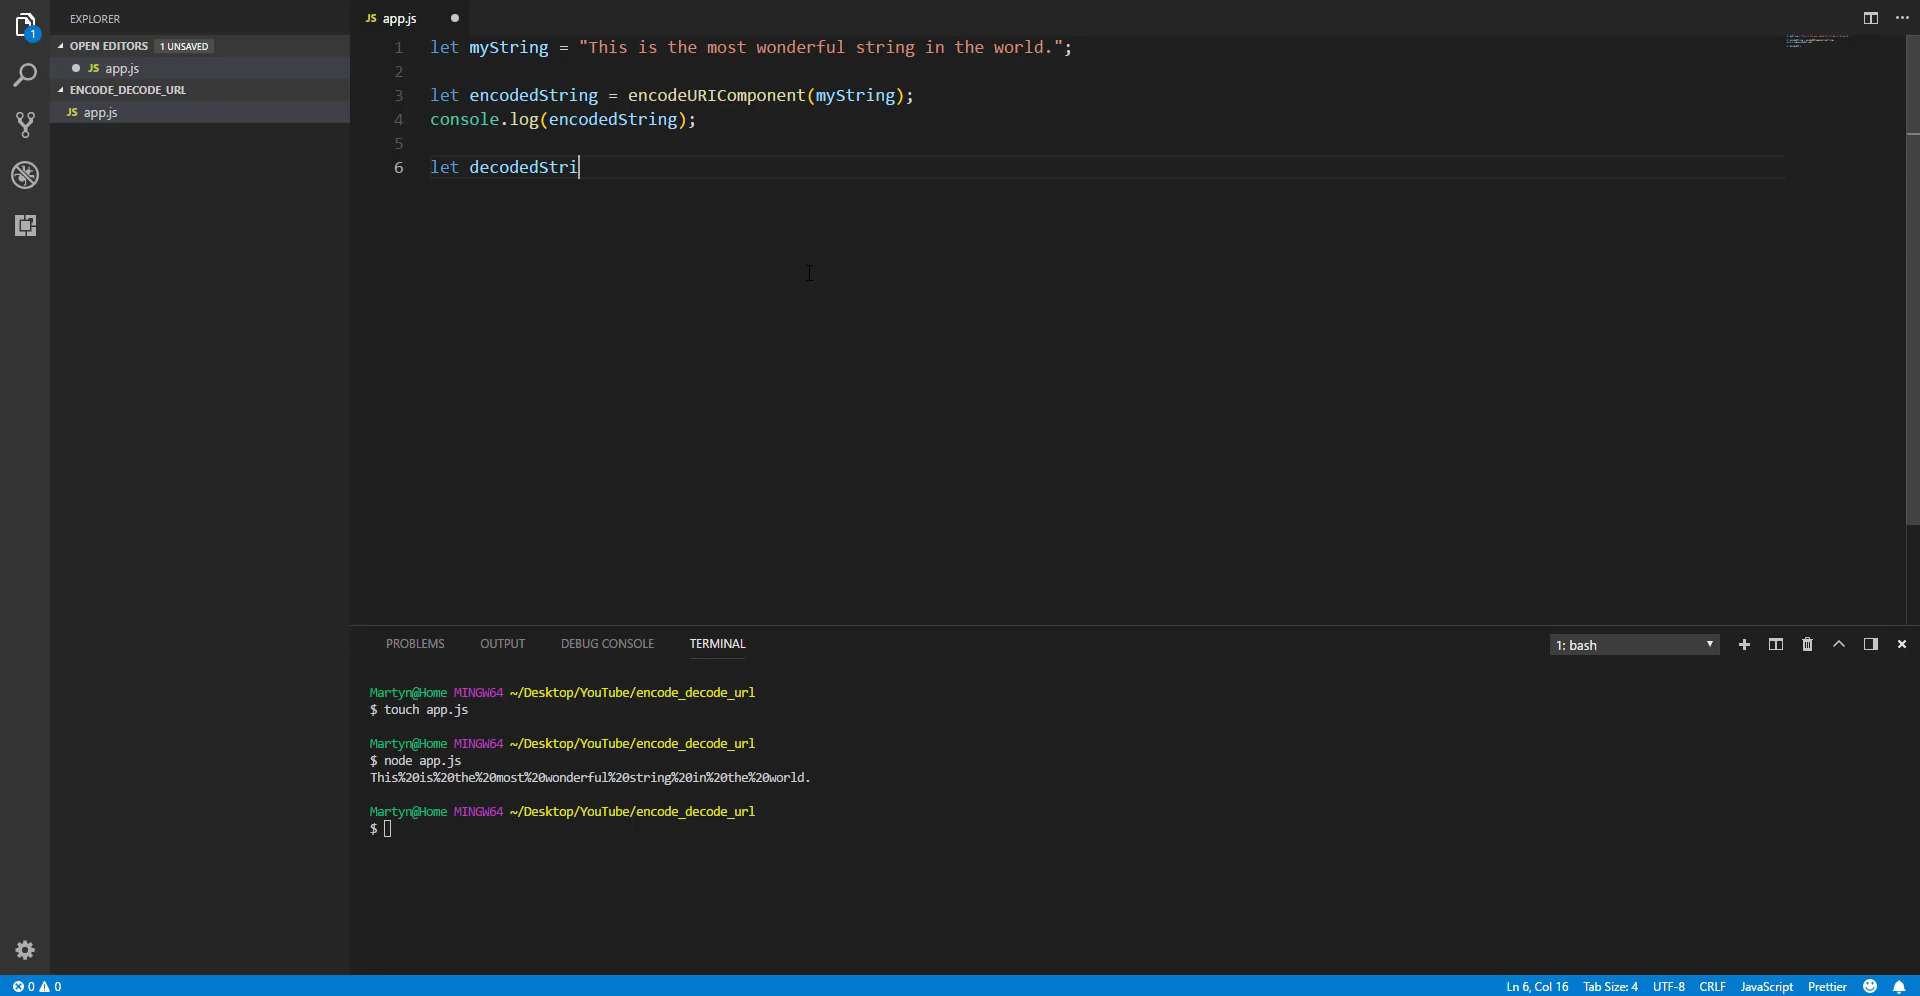 EXPLORER
JS app.js
1
OPEN EDITORS 1 UNSAVED
JS app.js
ENCODE_DECODE_URL
JS app.js
1 let myString = "This is the most wonderful string in the world.";
2
3 let encodedString = encodeURIComponent(myString);
4 console.log(encodedString);
5
6 let decodedStri
PROBLEMS OUTPUT DEBUG CONSOLE TERMINAL 1: bash
Martyn@Home MINGW64 ~/Desktop/YouTube/encode_decode_url
$ touch app.js
Martyn@Home MINGW64 ~/Desktop/YouTube/encode_decode_url
$ node app.js
This%20is%20the%20most%20wonderful%20string%20in%20the%20world.
Martyn@Home MINGW64 ~/Desktop/YouTube/encode_decode_url
$
0 0 Ln 6, Col 16 Tab Size: 4 UTF-8 CRLF JavaScript Prettier